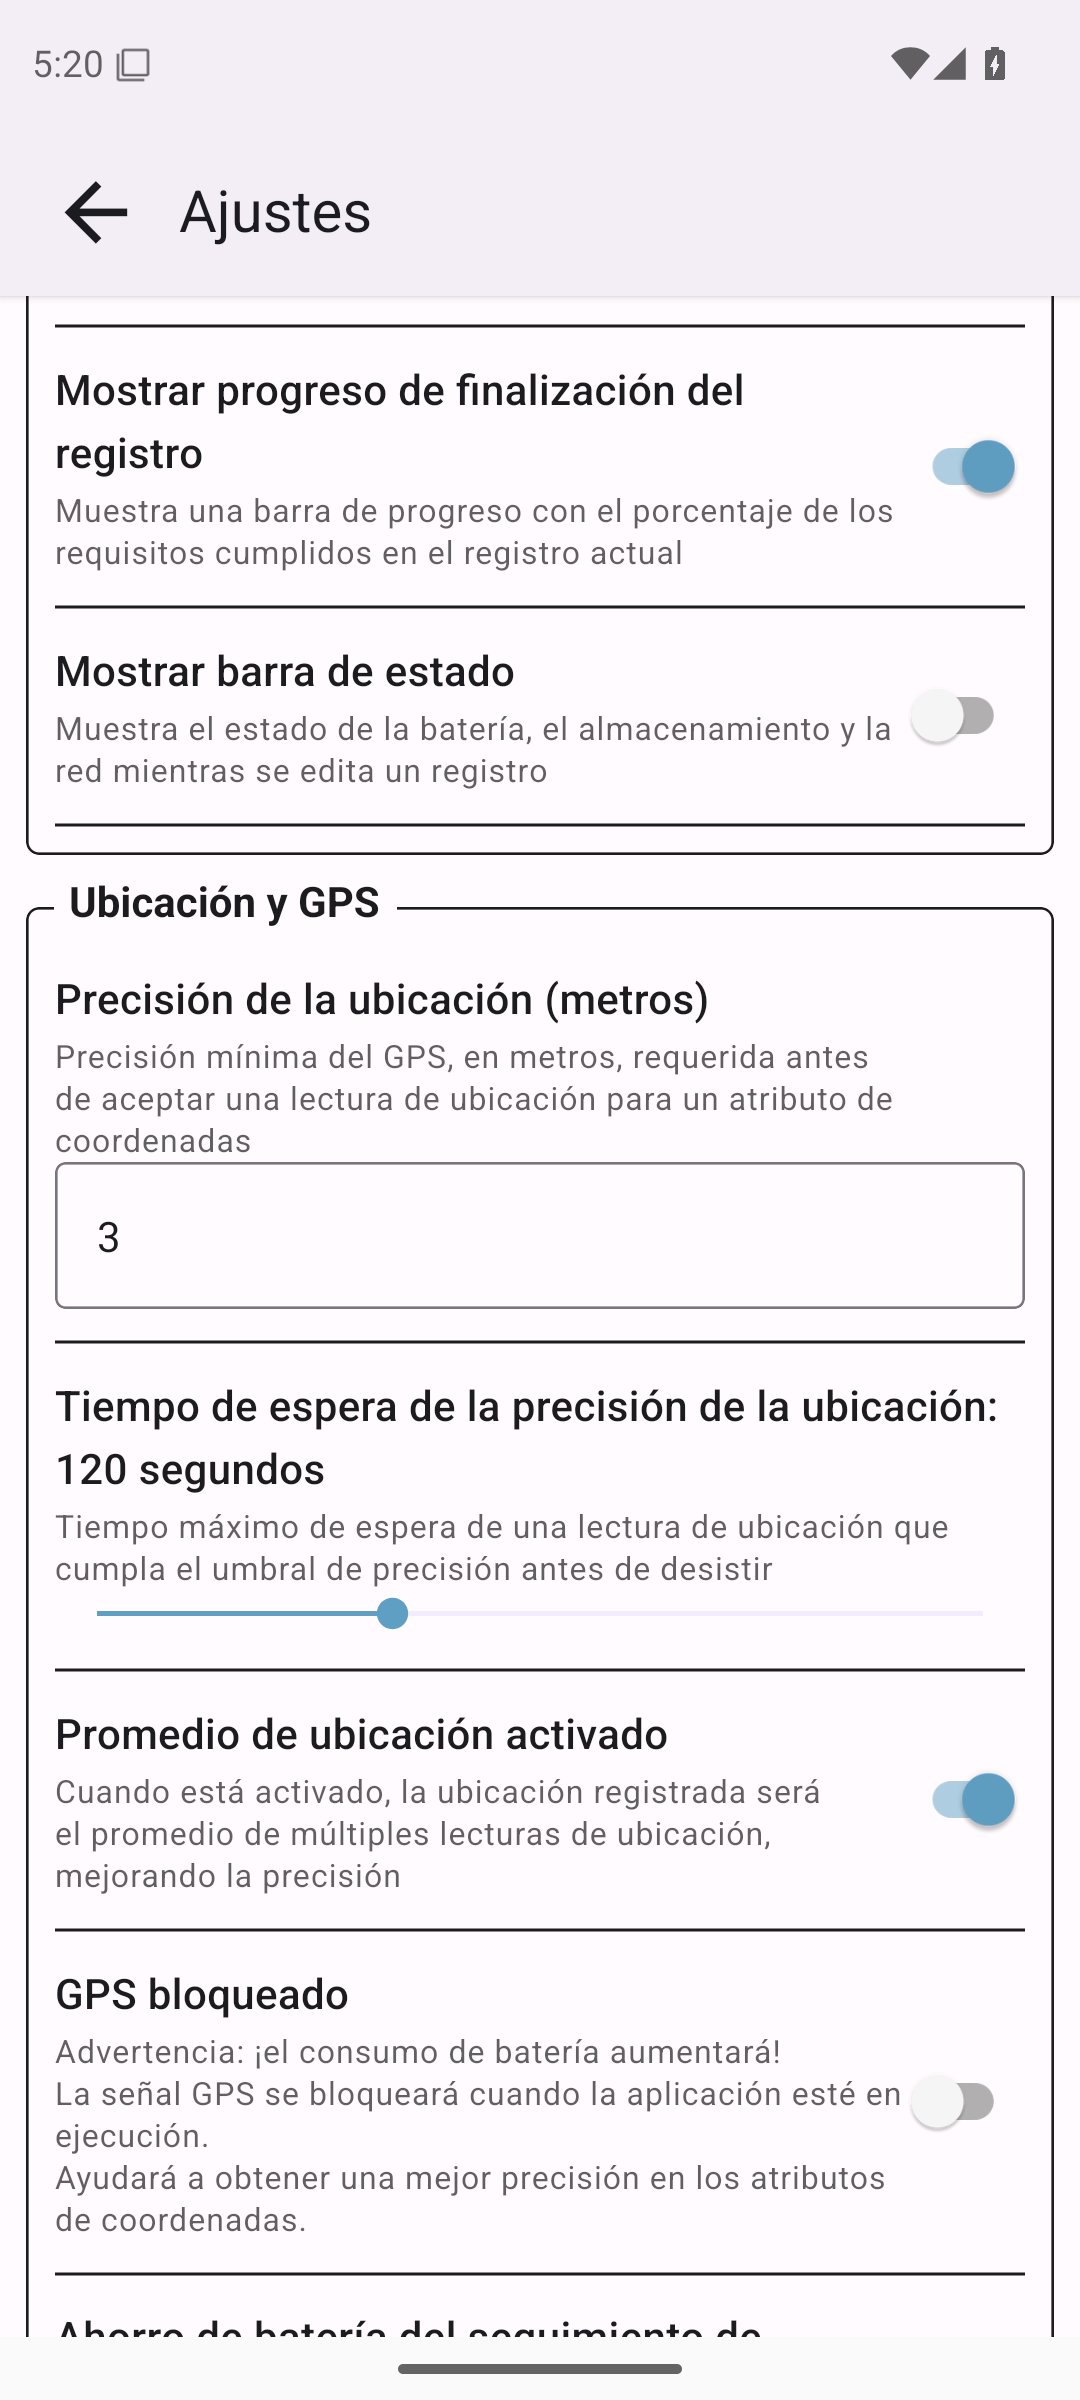 5:20
Ajustes
Mostrar progreso de finalización del
registro
Muestra una barra de progreso con el porcentaje de los
requisitos cumplidos en el registro actual
Mostrar barra de estado
Muestra el estado de la batería, el almacenamiento y la
red mientras se edita un registro
Ubicación y GPS
Precisión de la ubicación (metros)
Precisión mínima del GPS, en metros, requerida antes
de aceptar una lectura de ubicación para un atributo de
coordenadas
3
Tiempo de espera de la precisión de la ubicación:
120 segundos
Tiempo máximo de espera de una lectura de ubicación que
cumpla el umbral de precisión antes de desistir
Promedio de ubicación activado
Cuando está activado, la ubicación registrada será
el promedio de múltiples lecturas de ubicación,
mejorando la precisión
GPS bloqueado
Advertencia: ¡el consumo de batería aumentará!
La señal GPS se bloqueará cuando la aplicación esté en
ejecución.
Ayudará a obtener una mejor precisión en los atributos
de coordenadas.
Ahorro de batería del seguimiento de